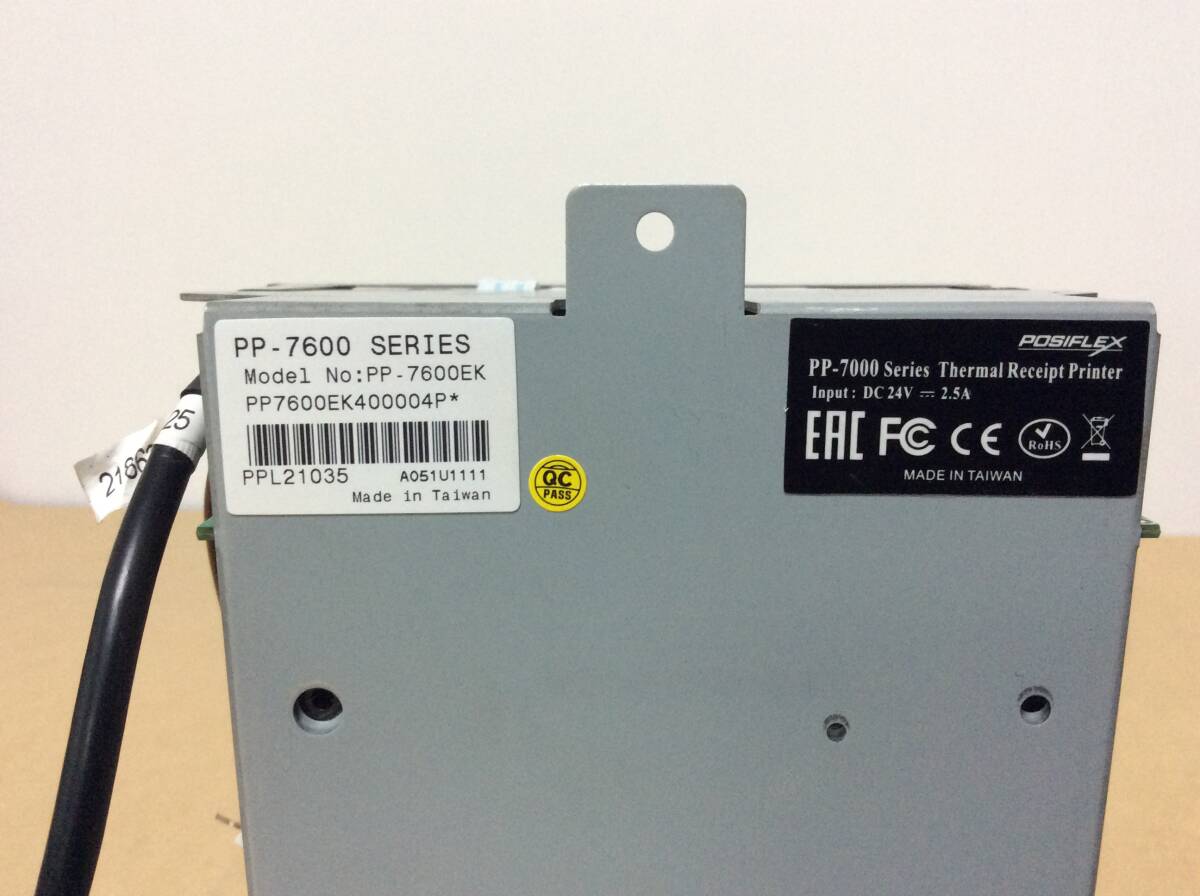 PP-7600 SERIES
Model No:PP-7600EK
PP7600EK400004P*
PPL21035
A051U1111
Made in Taiwan
QC
PASS
POSIFLEX
PP-7000 Series Thermal Receipt Printer
Input: DC 24V ⎓ 2.5A
EAC FC CE RoHS
MADE IN TAIWAN
25